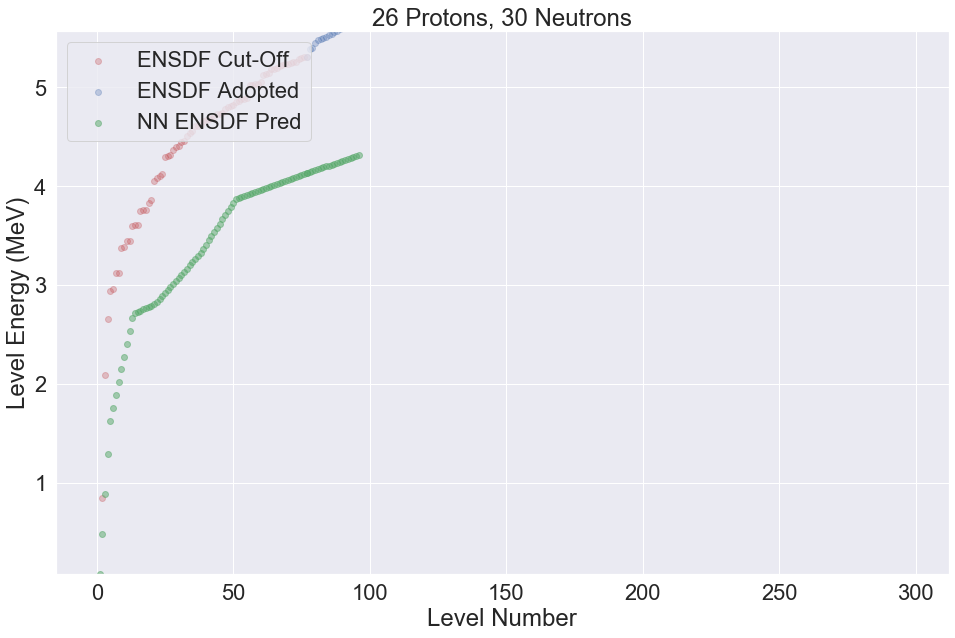 26 Protons, 30 Neutrons
ENSDF Cut-Off
ENSDF Adopted
NN ENSDF Pred
Level Energy (MeV)
5
4
3
2
1
0 50 100 150 200 250 300
Level Number